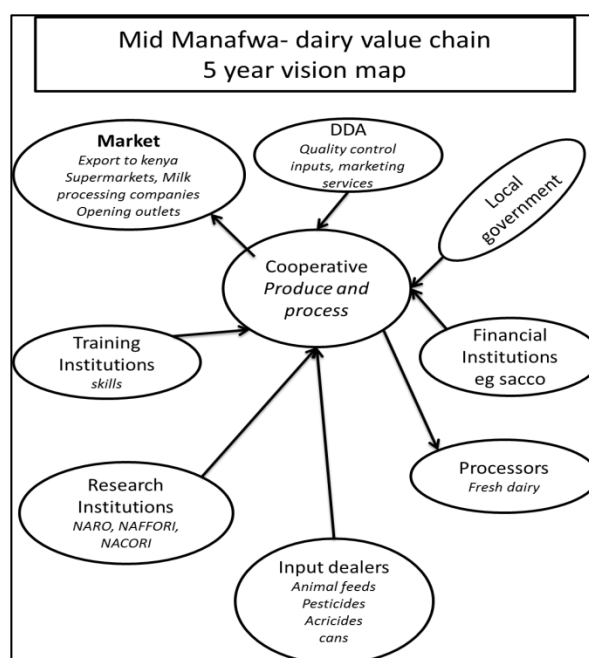 Mid Manafwa- dairy value chain
5 year vision map
Market
Export to kenya
Supermarkets, Milk
processing companies
Opening outlets
DDA
Quality control
inputs, marketing
services
Local
government
Cooperative
Produce and
process
Training
Institutions
skills
Financial
Institutions
eg sacco
Research
Institutions
NARO, NAFFORI,
NACORI
Processors
Fresh dairy
Input dealers
Animal feeds
Pesticides
Acricides
cans